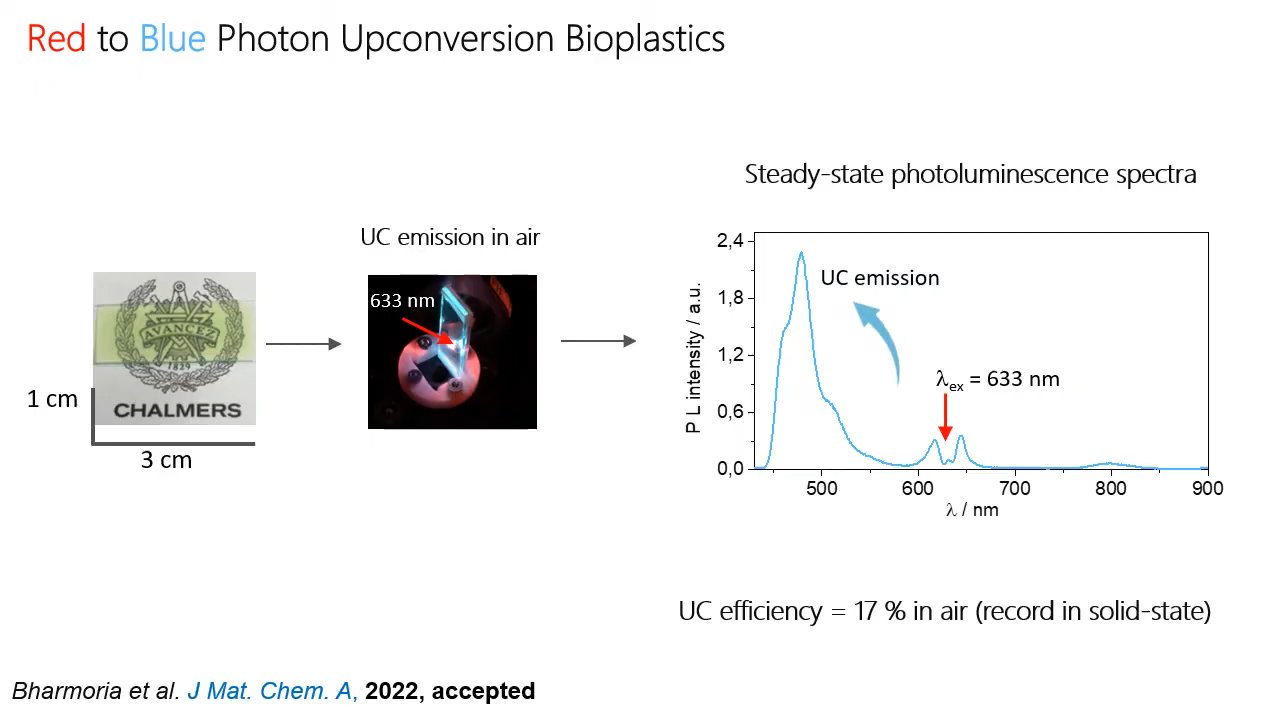 Red to Blue Photon Upconversion Bioplastics
Steady-state photoluminescence spectra
UC emission in air
633 nm
AVANCEZ
1829
CHALMERS
1 cm
3 cm
P L intensity / a.u.
2,4
1,8
1,2
0,6
0,0
UC emission
λex = 633 nm
500 600 700 800 900
λ / nm
UC efficiency = 17 % in air (record in solid-state)
Bharmoria et al. J Mat. Chem. A, 2022, accepted